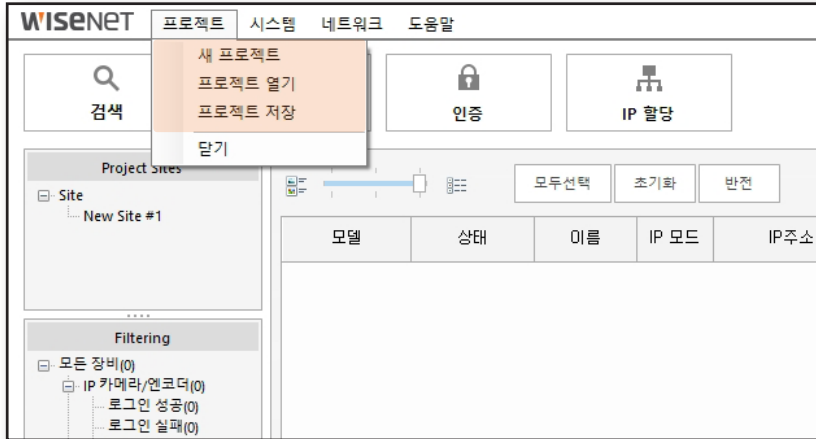 WISENET 프로젝트 시스템 네트워크 도움말
새 프로젝트
프로젝트 열기
프로젝트 저장
닫기
검색 인증 IP 할당
Project Sites
Site
New Site #1
모두선택 초기화 반전
모델 상태 이름 IP 모드 IP주소
Filtering
모든 장비(0)
IP 카메라/엔코더(0)
로그인 성공(0)
로그인 실패(0)